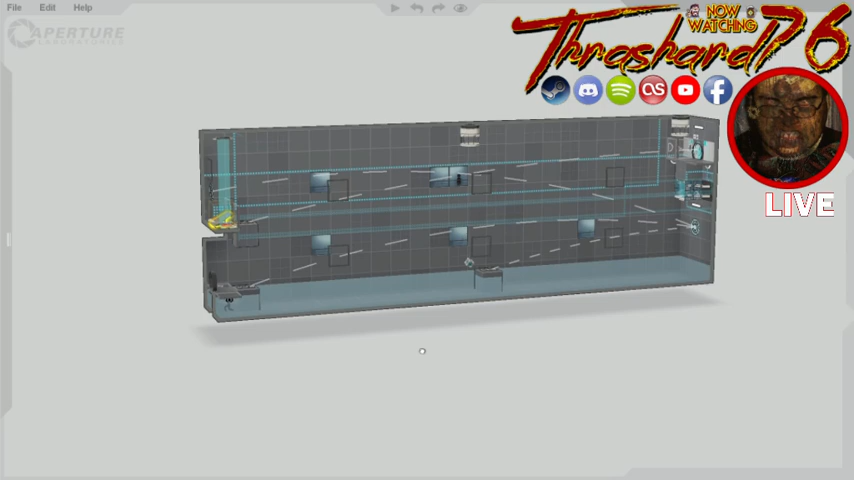 File Edit Help
APERTURE
LABORATORIES
NOW
WATCHING
Thrashard76
LIVE